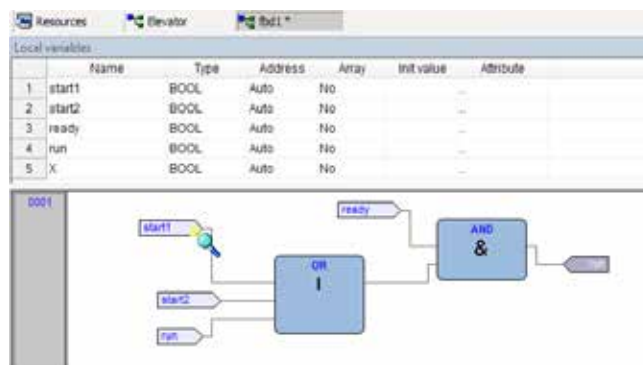 Resources Elevator fbd1 *
Local variables
Name Type Address Array Init value Attribute
1 start1 BOOL Auto No ...
2 start2 BOOL Auto No ...
3 ready BOOL Auto No ...
4 run BOOL Auto No ...
5 X BOOL Auto No ...
0001
start1
ready
AND
&
OR
|
start2
run